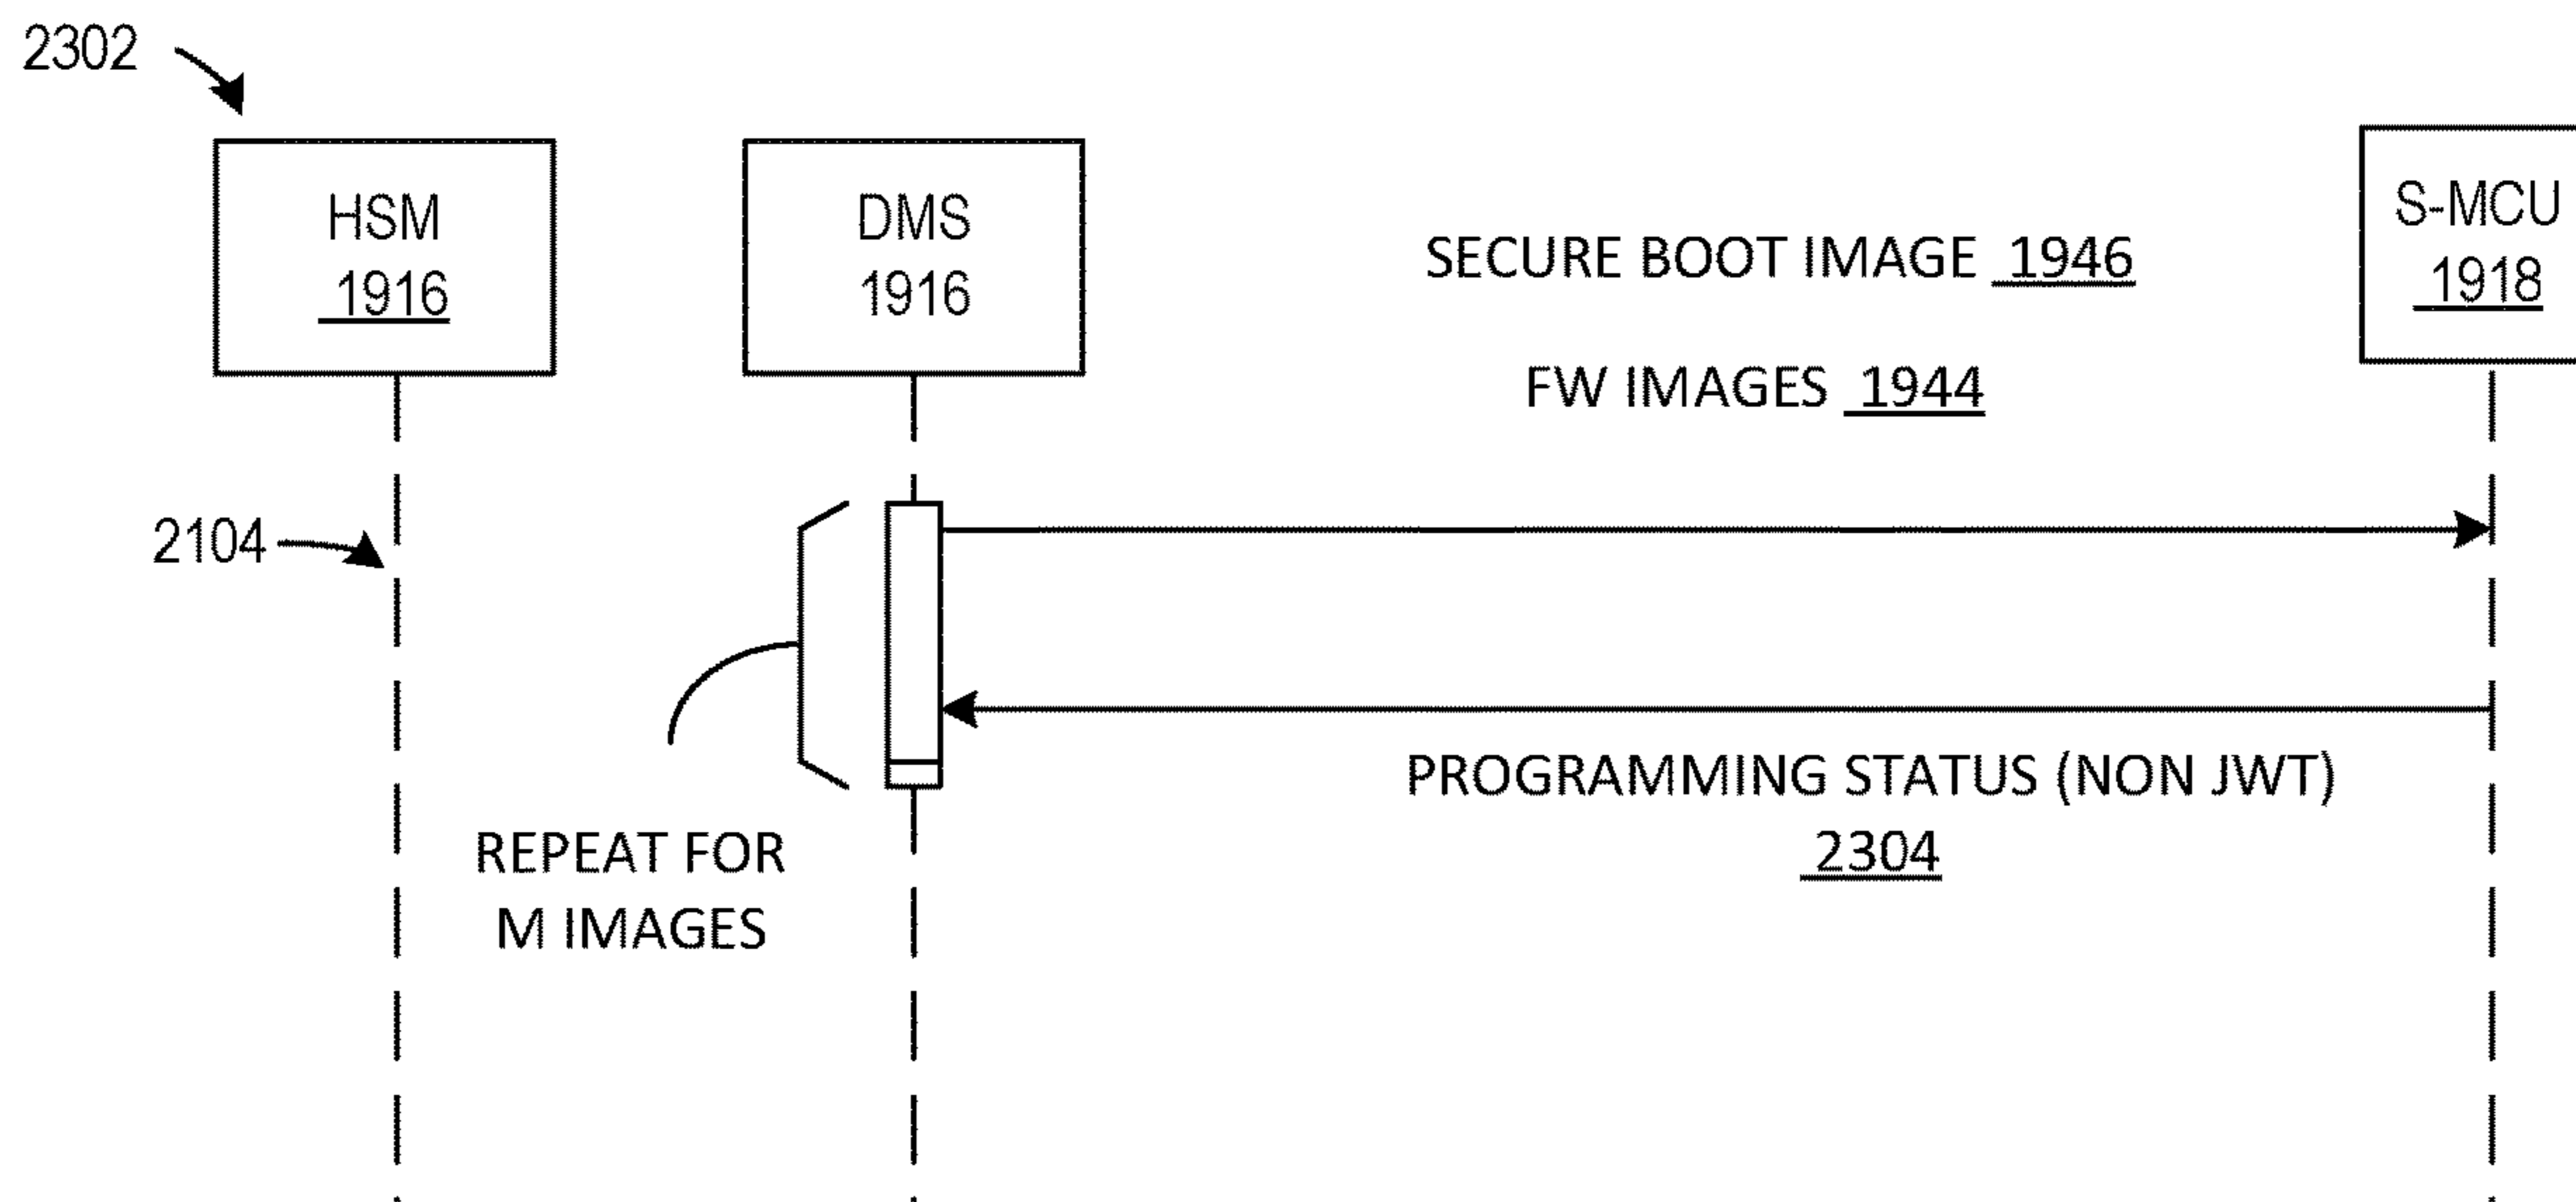 2302
HSM
1916
DMS
1916
SECURE BOOT IMAGE 1946
FW IMAGES 1944
S-MCU
1918
2104
PROGRAMMING STATUS (NON JWT)
2304
REPEAT FOR
M IMAGES